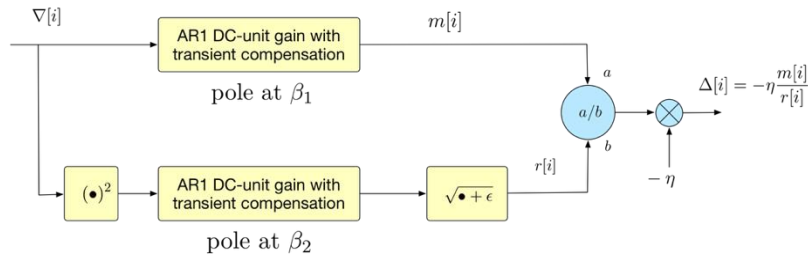 ∇[i]
AR1 DC-unit gain with
transient compensation
pole at β₁
m[i]
a
a/b
b
Δ[i] = −η m[i]/r[i]
− η
(•)²
AR1 DC-unit gain with
transient compensation
pole at β₂
√(• + ϵ)
r[i]